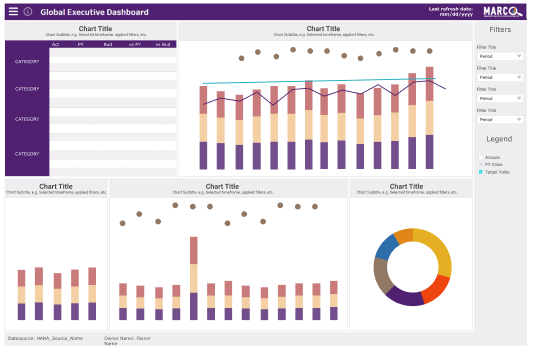 Global Executive Dashboard
Last refresh date:
mm/dd/yyyy
MARCO
Chart Title
Chart Subtitle: e.g. Selected timeframe, applied filters, etc.
Act PY Bud vs PY vs Bud
CATEGORY
CATEGORY
CATEGORY
CATEGORY
Chart Title
Chart Subtitle, e.g. Selected timeframe, applied filters, etc.
Filters
Filter Title
Period
Filter Title
Period
Filter Title
Period
Filter Title
Period
Legend
Actuals
PY Value
Target Value
Chart Title
Chart Subtitle, e.g. Selected timeframe, applied filters, etc.
Chart Title
Chart Subtitle, e.g. Selected timeframe, applied filters, etc.
Chart Title
Chart Subtitle, e.g. Selected timeframe, applied filters, etc.
Datasource: HANA_Source_Name
Owner Name: Owner
Name